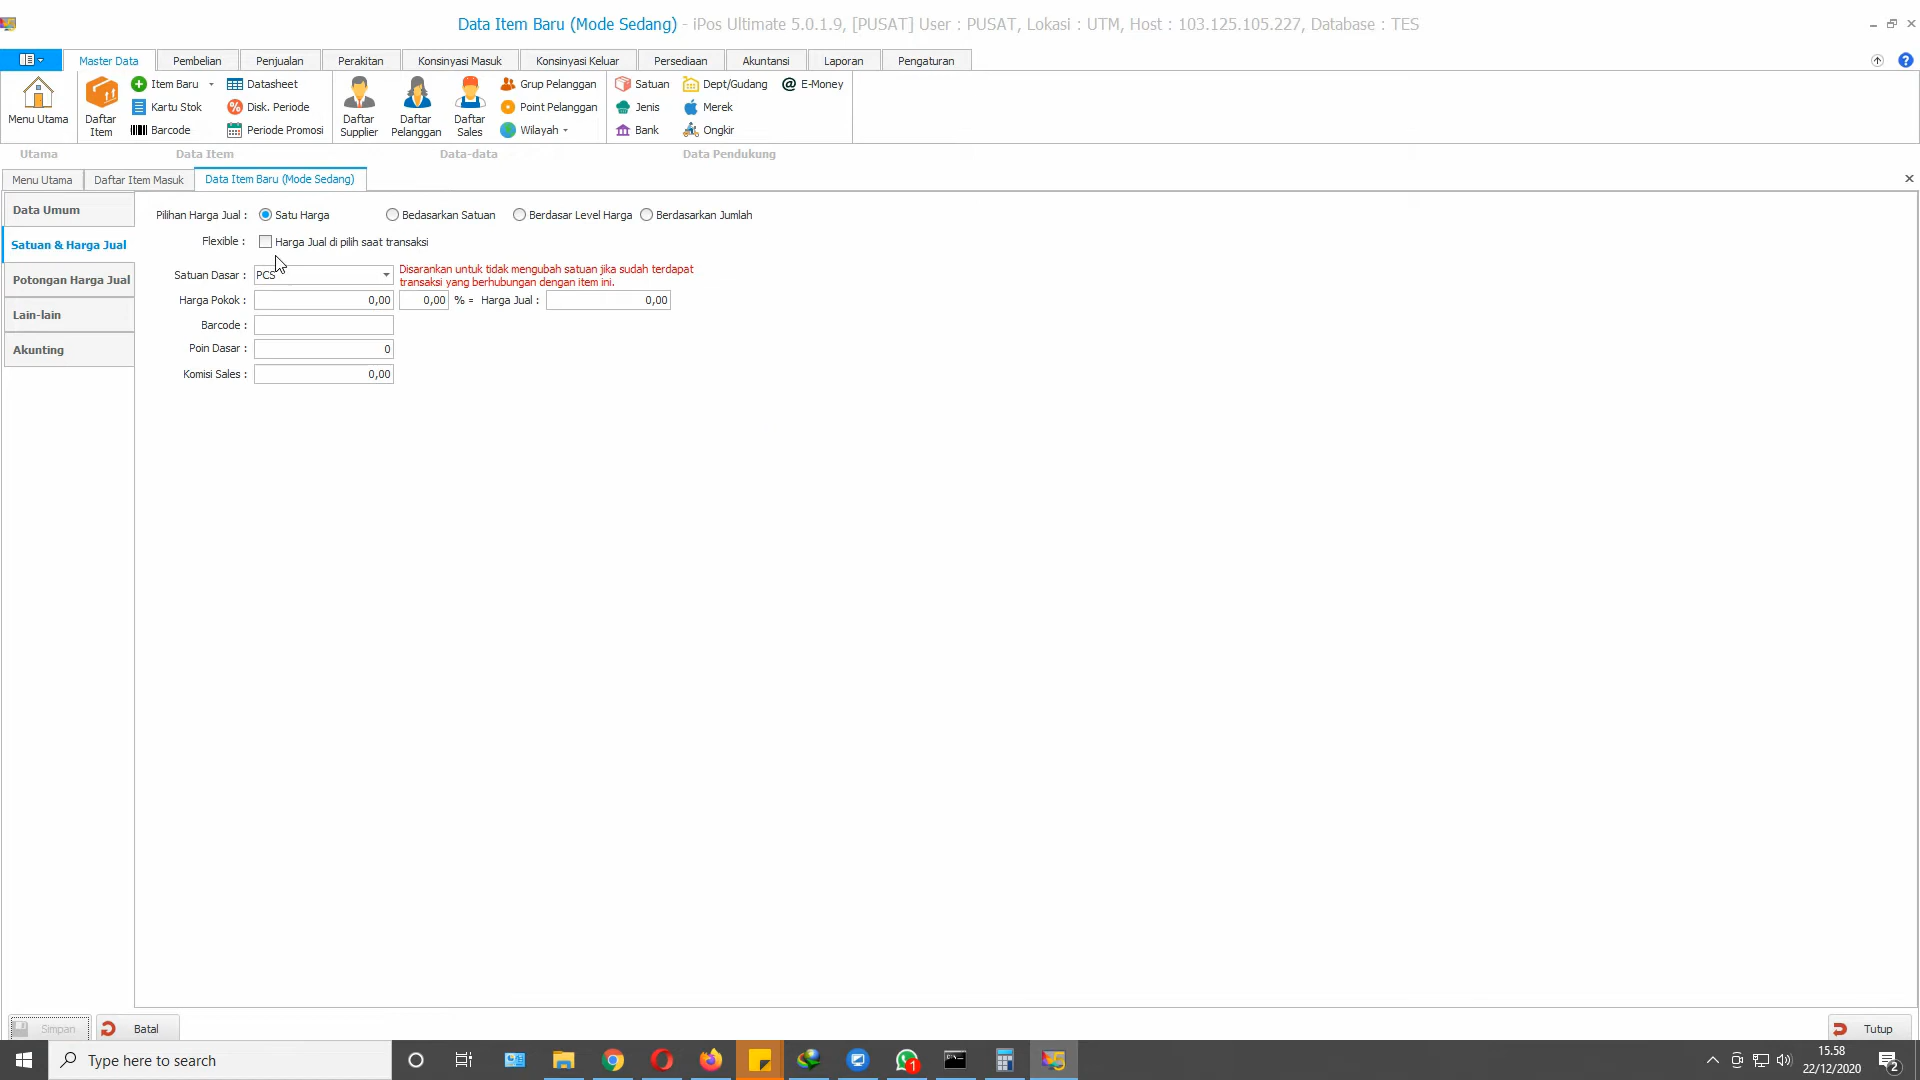 Data Item Baru (Mode Sedang) - iPos Ultimate 5.0.1.9, [PUSAT] User : PUSAT, Lokasi : UTM, Host : 103.125.105.227, Database : TES
Master Data Pembelian Penjualan Perakitan Konsinyasi Masuk Konsinyasi Keluar Persediaan Akuntansi Laporan Pengaturan
Item Baru Datasheet Grup Pelanggan Satuan Dept/Gudang @ E-Money
Kartu Stok Disk. Periode Point Pelanggan Jenis Merek
Menu Utama Daftar Item Daftar Supplier Daftar Pelanggan Daftar Sales
Barcode Periode Promosi Wilayah Bank Ongkir
Utama Data Item Data-data Data Pendukung
Menu Utama Daftar Item Masuk Data Item Baru (Mode Sedang)
Data Umum
Satuan & Harga Jual
Potongan Harga Jual
Lain-lain
Akunting
Pilihan Harga Jual : Satu Harga Bedasarkan Satuan Berdasar Level Harga Berdasarkan Jumlah
Flexible : Harga Jual di pilih saat transaksi
Satuan Dasar : PCS Disarankan untuk tidak mengubah satuan jika sudah terdapat
transaksi yang berhubungan dengan item ini.
Harga Pokok : 0,00 0,00 % = Harga Jual : 0,00
Barcode :
Poin Dasar : 0
Komisi Sales : 0,00
Simpan Batal Tutup
Type here to search
1
15.58
22/12/2020
2